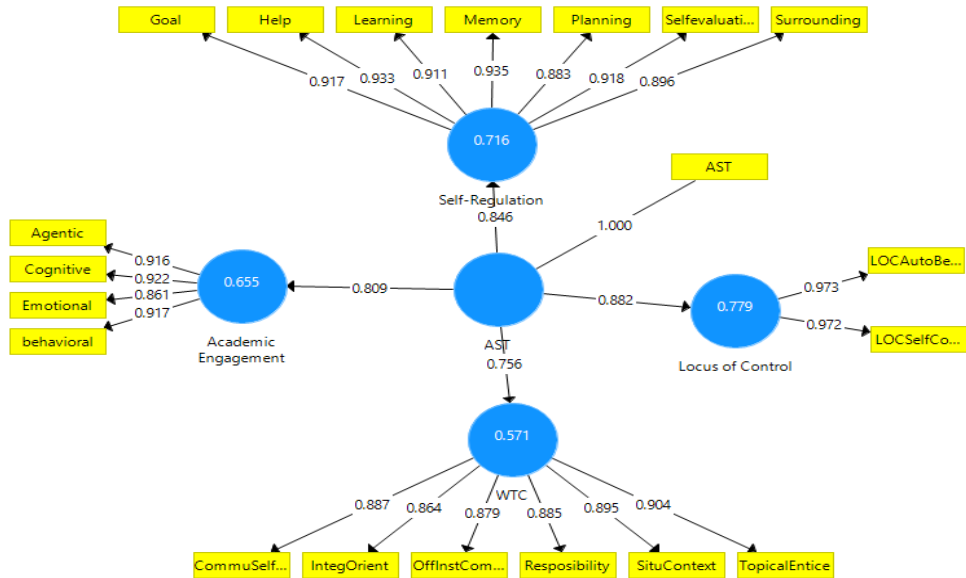 Goal Help Learning Memory Planning Selfevaluati... Surrounding
0.917 0.933 0.911 0.935 0.883 0.918 0.896
0.716
Self-Regulation
AST
0.846
1.000
Agentic
Cognitive
Emotional
behavioral
0.916
0.922
0.861
0.917
0.655
Academic
Engagement
0.809
AST
0.882
0.779
Locus of Control
0.973
0.972
LOCAutoBe...
LOCSelfCo...
0.756
0.571
WTC
0.887 0.864 0.879 0.885 0.895 0.904
CommuSelf... IntegOrient OffInstCom... Resposibility SituContext TopicalEntice